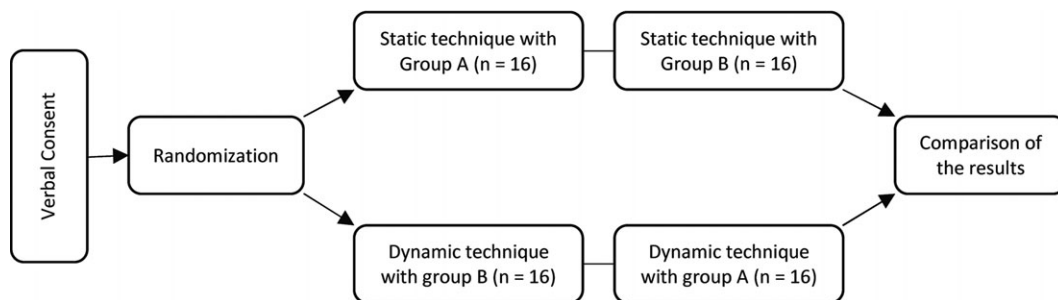 Verbal Consent
Randomization
Static technique with
Group A (n = 16)
Static technique with
Group B (n = 16)
Dynamic technique
with group B (n = 16)
Dynamic technique
with group A (n = 16)
Comparison of
the results